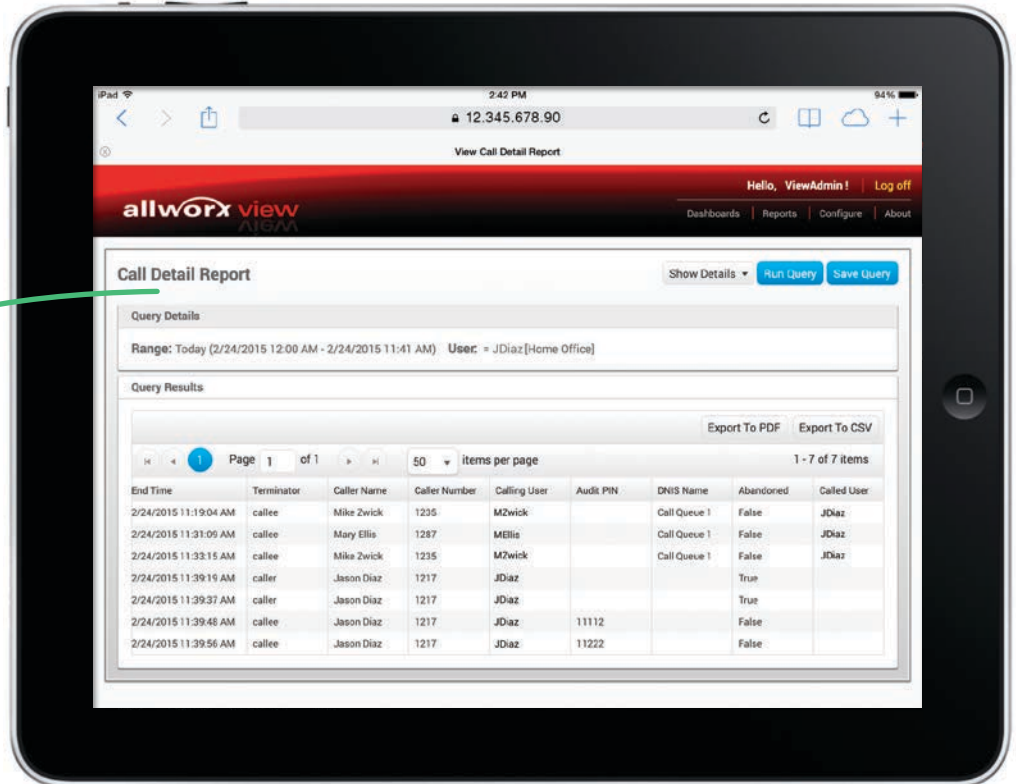 iPad
2:42 PM
94%
12.345.678.90
View Call Detail Report
Hello, ViewAdmin! | Log off
allworx view
Dashboards | Reports | Configure | About
Call Detail Report
Show Details
Run Query
Save Query
Query Details
Range: Today (2/24/2015 12:00 AM - 2/24/2015 11:41 AM) User: = JDiaz[Home Office]
Query Results
Export To PDF Export To CSV
1 Page 1 of 1 50 items per page 1 - 7 of 7 items
End Time Terminator Caller Name Caller Number Calling User Audit PIN DNIS Name Abandoned Called User
2/24/2015 11:19:04 AM callee Mike Zwick 1235 MZwick Call Queue 1 False JDiaz
2/24/2015 11:31:09 AM callee Mary Ellis 1287 MEllis Call Queue 1 False JDiaz
2/24/2015 11:33:15 AM callee Mike Zwick 1235 MZwick Call Queue 1 False JDiaz
2/24/2015 11:39:19 AM caller Jason Diaz 1217 JDiaz True
2/24/2015 11:39:37 AM caller Jason Diaz 1217 JDiaz True
2/24/2015 11:39:48 AM callee Jason Diaz 1217 JDiaz 11112 False
2/24/2015 11:39:56 AM callee Jason Diaz 1217 JDiaz 11222 False